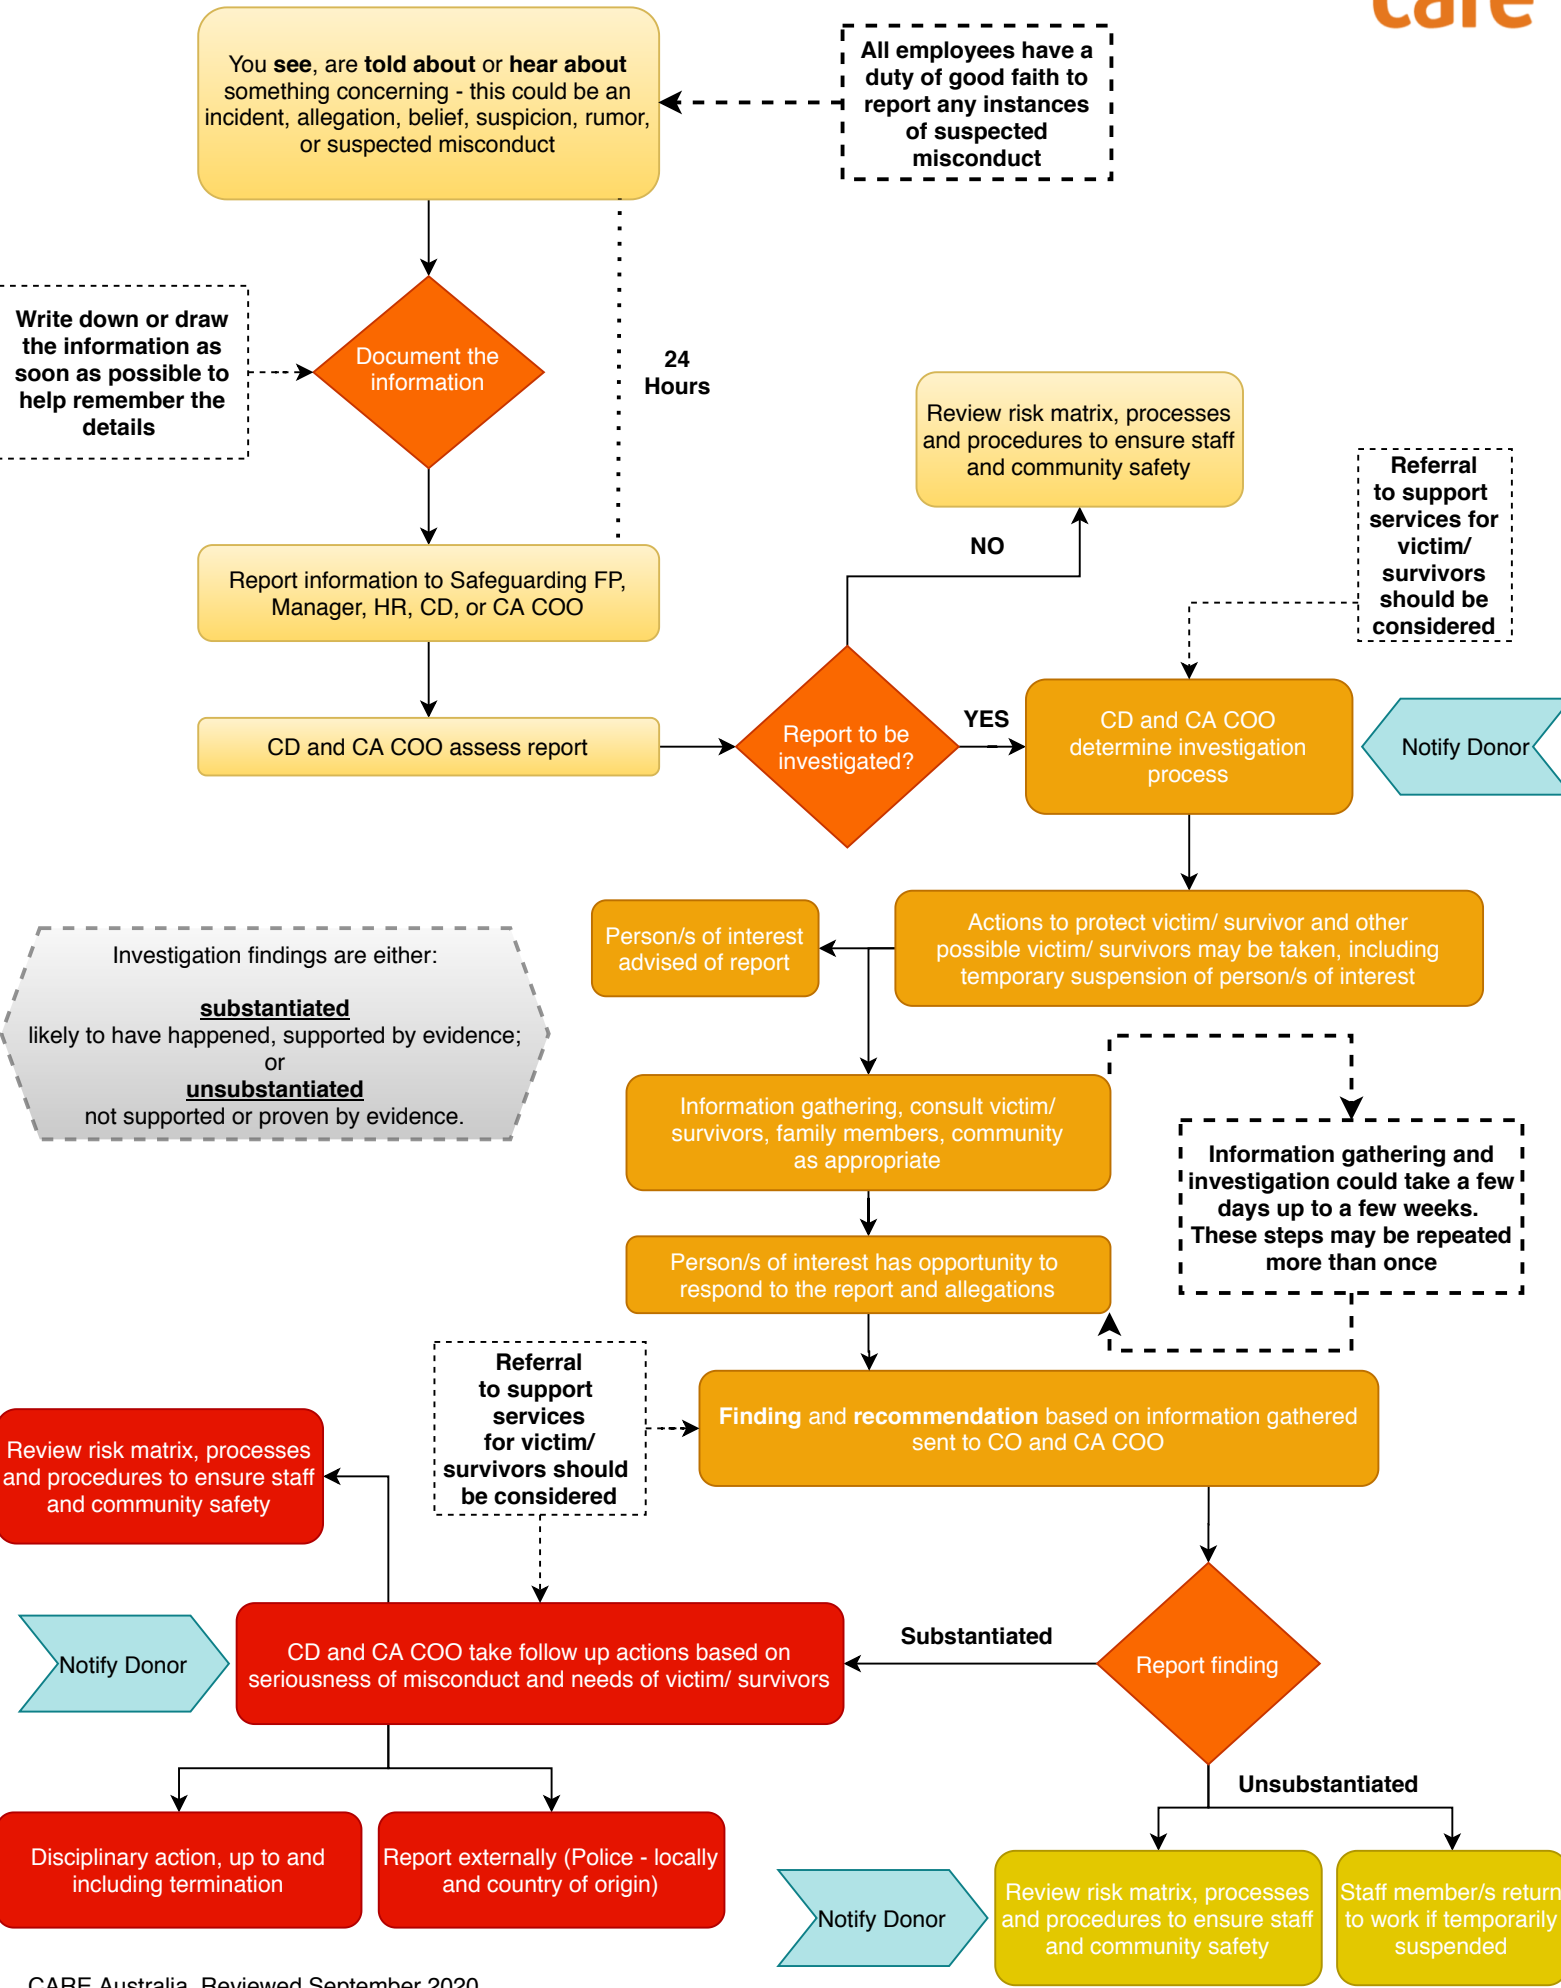 care
You see, are told about or hear about
something concerning - this could be an
incident, allegation, belief, suspicion, rumor,
or suspected misconduct
All employees have a
duty of good faith to
report any instances
of suspected
misconduct
Write down or draw
the information as
soon as possible to
help remember the
details
Document the
information
24
Hours
Review risk matrix, processes
and procedures to ensure staff
and community safety
Referral
to support
services for
victim/
survivors
should be
considered
NO
Report information to Safeguarding FP,
Manager, HR, CD, or CA COO
CD and CA COO assess report
Report to be
investigated?
YES
CD and CA COO
determine investigation
process
Notify Donor
Investigation findings are either:
substantiated
likely to have happened, supported by evidence;
or
unsubstantiated
not supported or proven by evidence.
Person/s of interest
advised of report
Actions to protect victim/ survivor and other
possible victim/ survivors may be taken, including
temporary suspension of person/s of interest
Information gathering, consult victim/
survivors, family members, community
as appropriate
Information gathering and
investigation could take a few
days up to a few weeks.
These steps may be repeated
more than once
Person/s of interest has opportunity to
respond to the report and allegations
Referral
to support
services
for victim/
survivors should
be considered
Finding and recommendation based on information gathered
sent to CO and CA COO
Review risk matrix, processes
and procedures to ensure staff
and community safety
Notify Donor
CD and CA COO take follow up actions based on
seriousness of misconduct and needs of victim/ survivors
Substantiated
Report finding
Unsubstantiated
Disciplinary action, up to and
including termination
Report externally (Police - locally
and country of origin)
Notify Donor
Review risk matrix, processes
and procedures to ensure staff
and community safety
Staff member/s return
to work if temporarily
suspended
CARE Australia, Reviewed September 2020